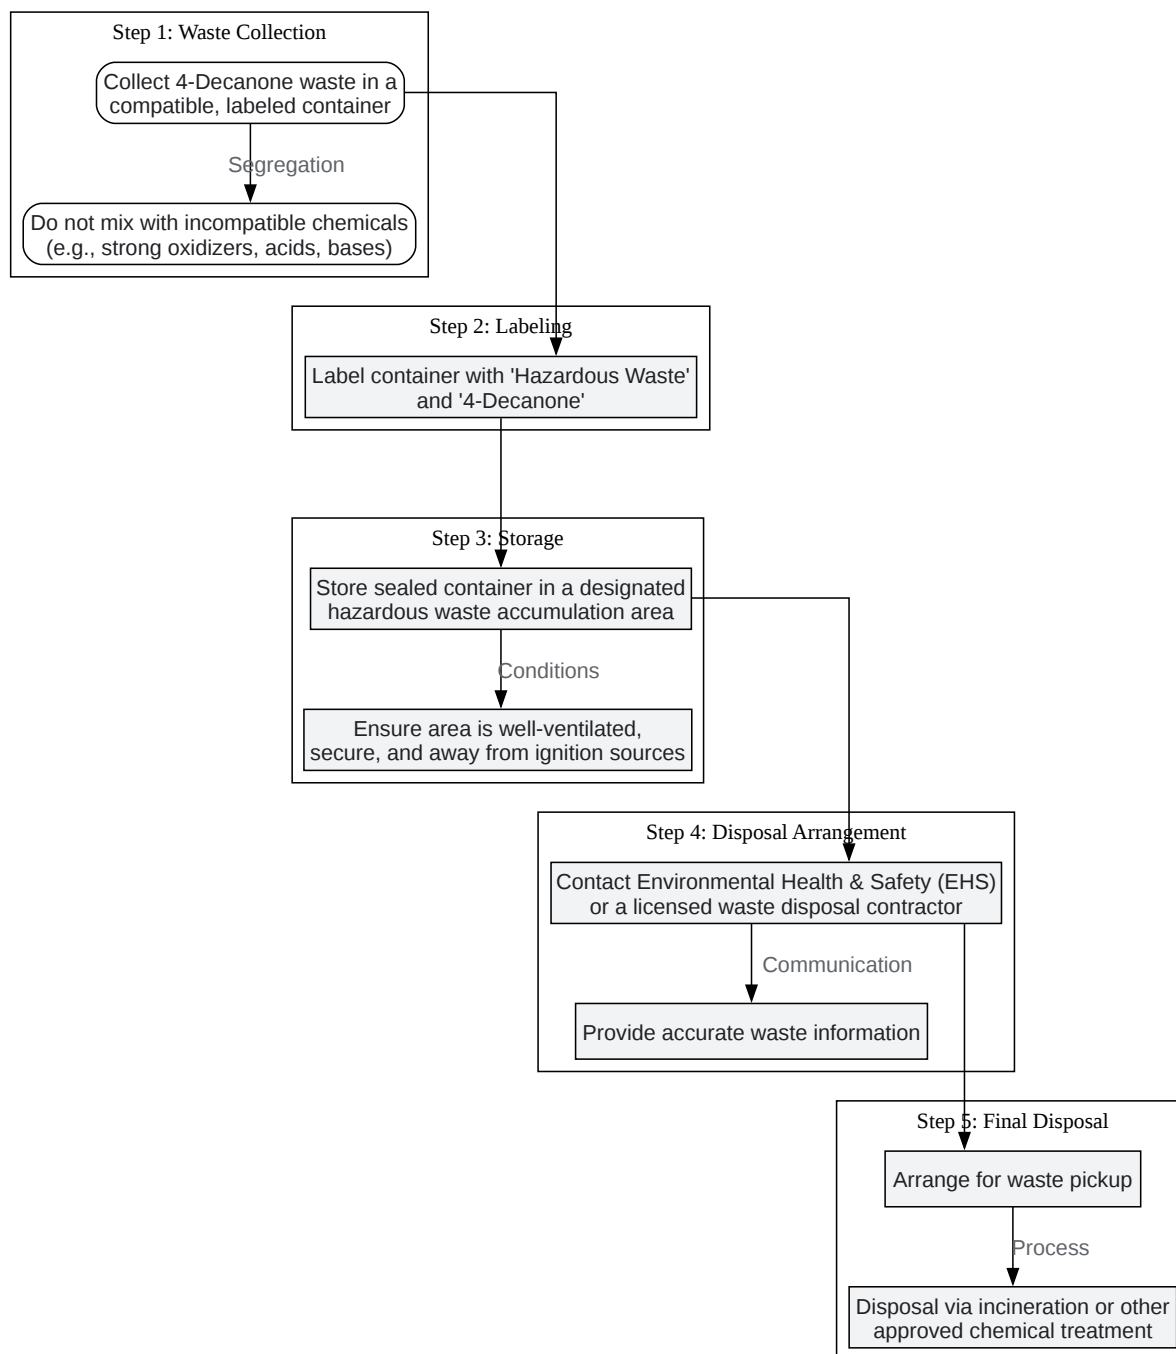 Step 1: Waste Collection
Collect 4-Decanone waste in a
compatible, labeled container
Segregation
Do not mix with incompatible chemicals
(e.g., strong oxidizers, acids, bases)
Step 2: Labeling
Label container with 'Hazardous Waste'
and '4-Decanone'
Step 3: Storage
Store sealed container in a designated
hazardous waste accumulation area
Conditions
Ensure area is well-ventilated,
secure, and away from ignition sources
Step 4: Disposal Arrangement
Contact Environmental Health & Safety (EHS)
or a licensed waste disposal contractor
Communication
Provide accurate waste information
Step 5: Final Disposal
Arrange for waste pickup
Process
Disposal via incineration or other
approved chemical treatment